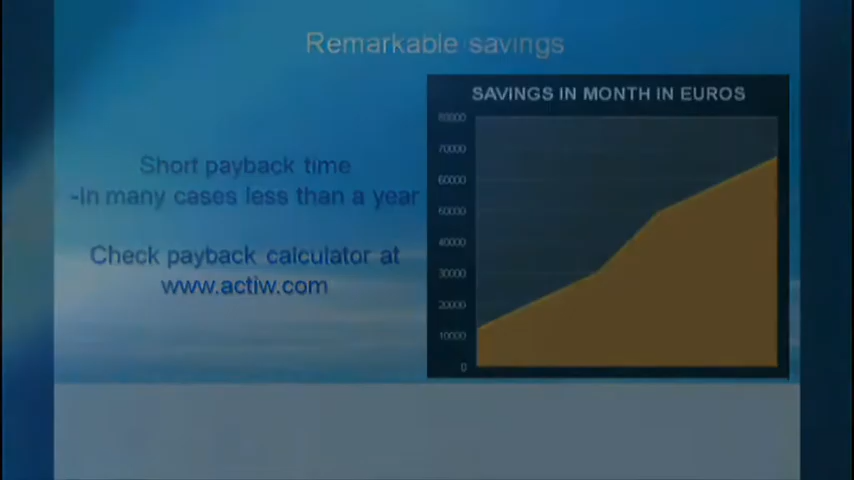 Remarkable savings
SAVINGS IN MONTH IN EUROS
80000
70000
60000
50000
40000
30000
20000
10000
0
Short payback time
-In many cases less than a year
Check payback calculator at
www.actiw.com